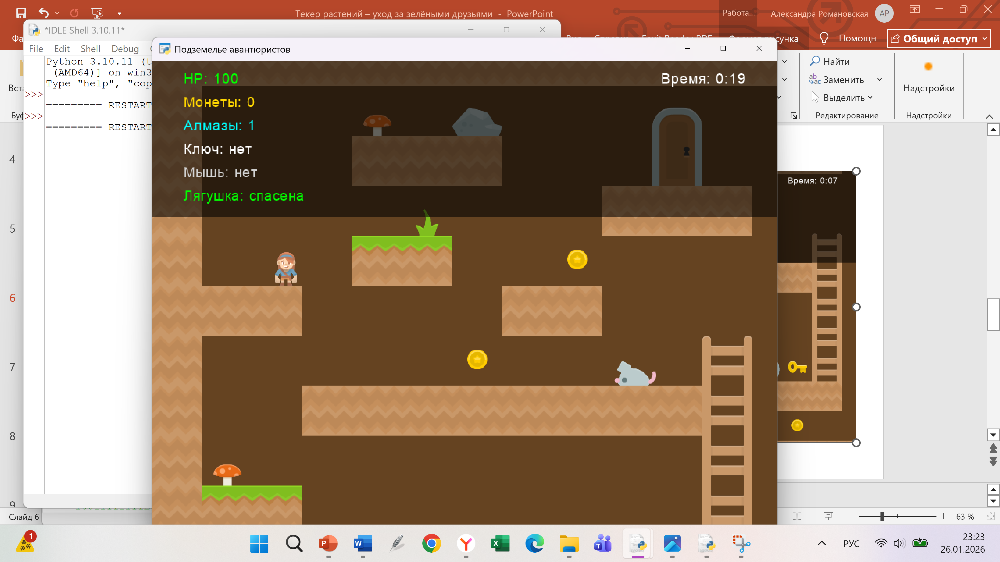 Текер растений – уход за зелёными друзьями - PowerPoint
Работа...
Александра Романовская
АР
*IDLE Shell 3.10.11*
Фа
сунка
Помощн
Общий доступ
File Edit Shell Debug
Подземелье авантюристов
Python 3.10.11 (t
(AMD64)] on win3
Type "help", "cop
>>>
========= RESTART
>>>
========= RESTART
Вст
Буф
Найти
Заменить
Выделить
Редактирование
Надстройки
Надстройки
HP: 100
Время: 0:19
Монеты: 0
Алмазы: 1
Ключ: нет
Мышь: нет
Лягушка: спасена
Время: 0:07
4
5
6
7
8
9
Слайд 6
63 %
1
РУС
23:23
26.01.2026